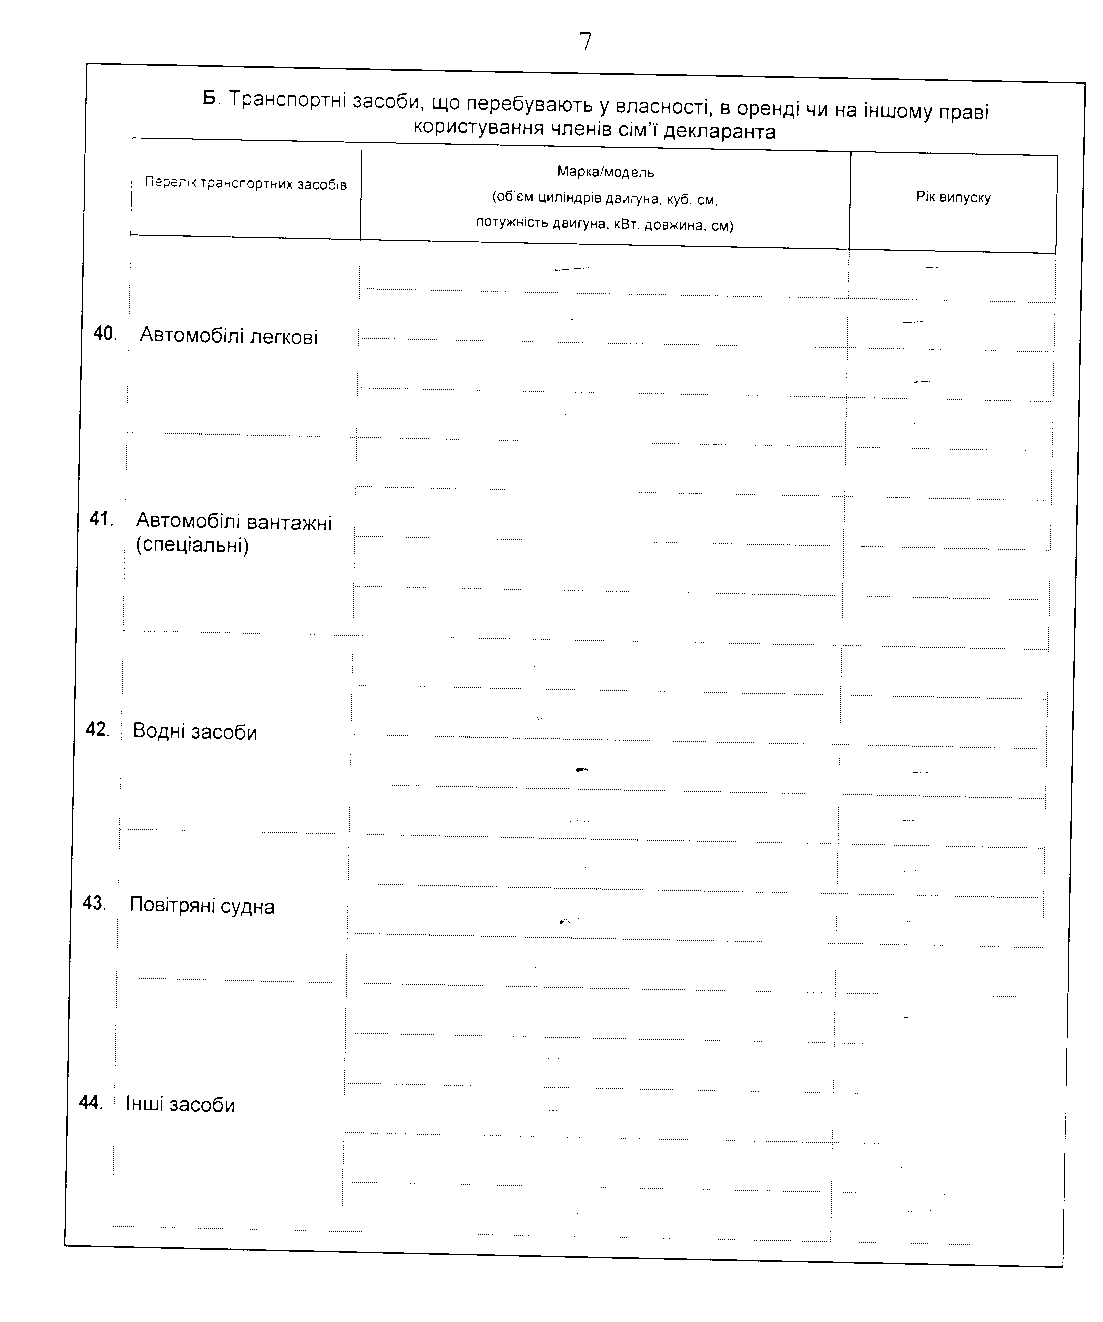 7
Б. Транспортні засоби, що перебувають у власності, в оренді чи на іншому праві
користування членів сім’ї декларанта
Перелік транспортних засобів
Марка/модель
(об’єм циліндрів двигуна, куб. см,
потужність двигуна, кВт, довжина, см)
Рік випуску
40. Автомобілі легкові
41. Автомобілі вантажні
(спеціальні)
42. Водні засоби
43. Повітряні судна
44. Інші засоби